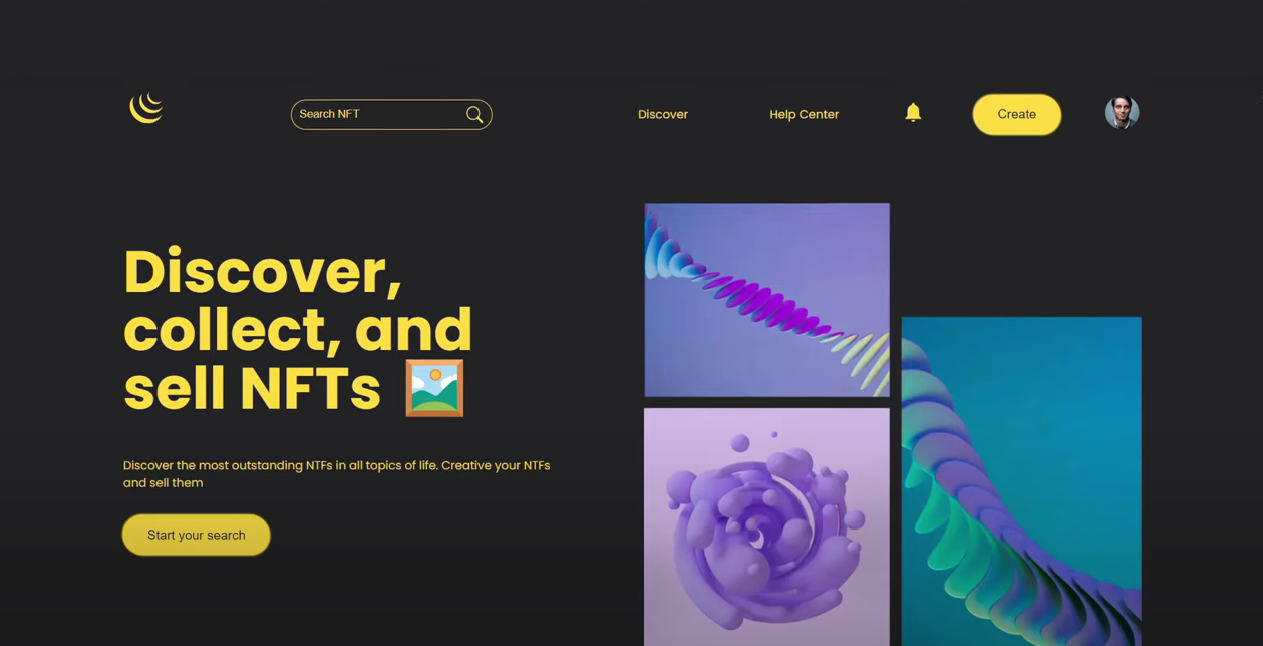 Search NFT
Discover
Help Center
Create
Discover,
collect, and
sell NFTs
Discover the most outstanding NTFs in all topics of life. Creative your NTFs
and sell them
Start your search